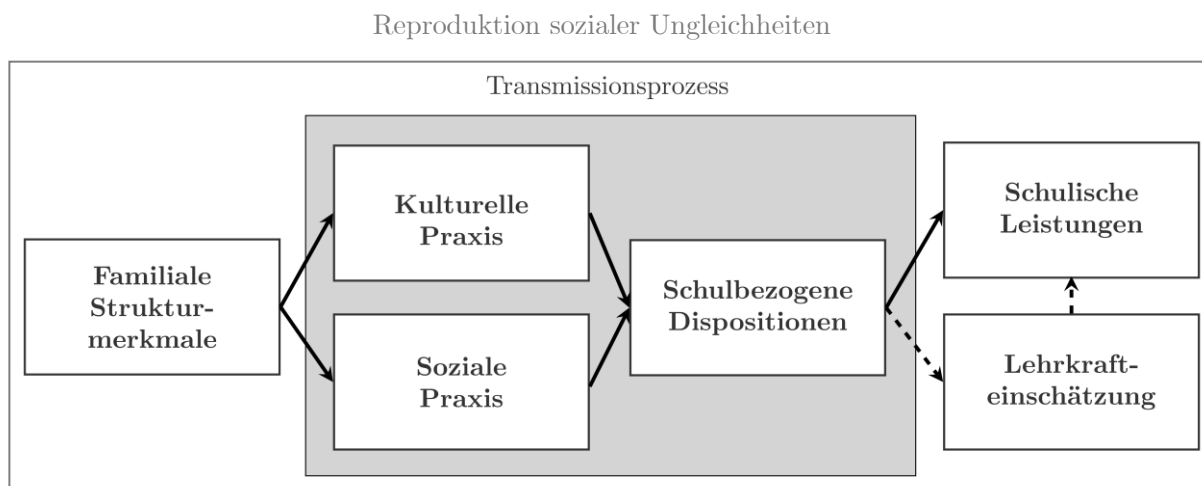 Reproduktion sozialer Ungleichheiten
Transmissionsprozess
Familiale
Struktur-
merkmale
Kulturelle
Praxis
Soziale
Praxis
Schulbezogene
Dispositionen
Schulische
Leistungen
Lehrkraft-
einschätzung